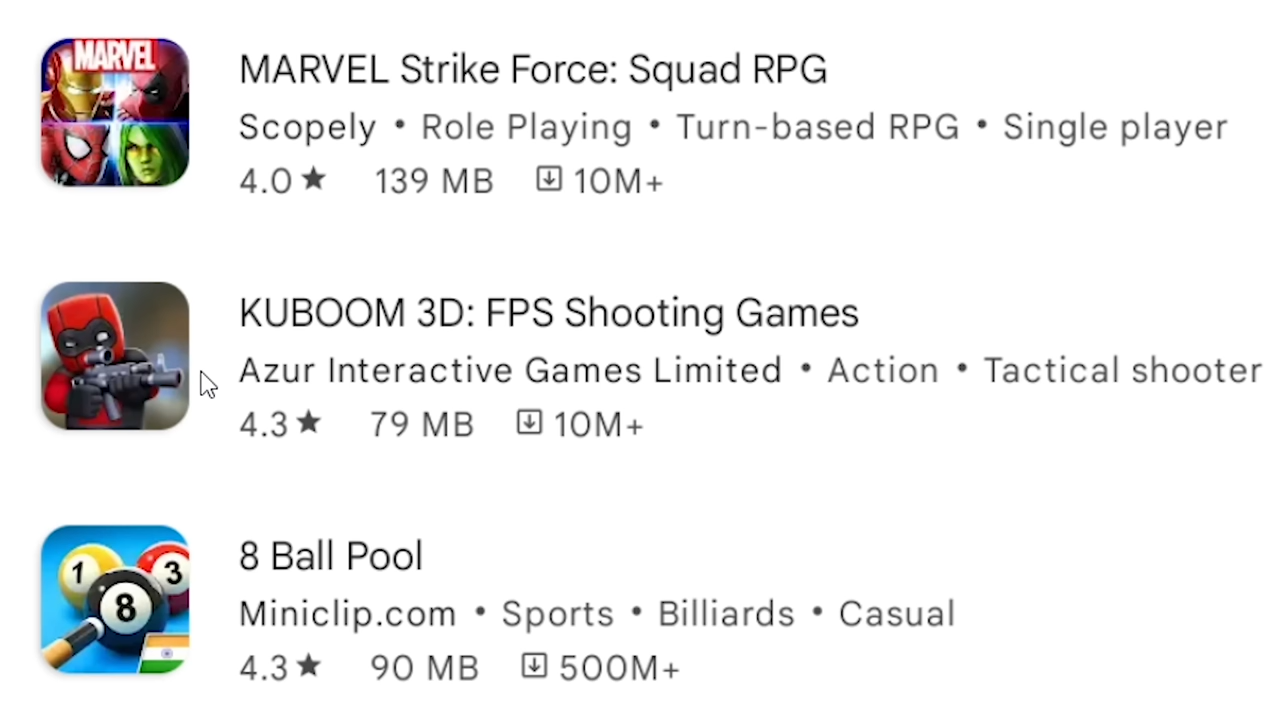 MARVEL
MARVEL Strike Force: Squad RPG
Scopely • Role Playing • Turn-based RPG • Single player
4.0★ 139 MB 10M+
KUBOOM 3D: FPS Shooting Games
Azur Interactive Games Limited • Action • Tactical shooter
4.3★ 79 MB 10M+
1 3
8
8 Ball Pool
Miniclip.com • Sports • Billiards • Casual
4.3★ 90 MB 500M+